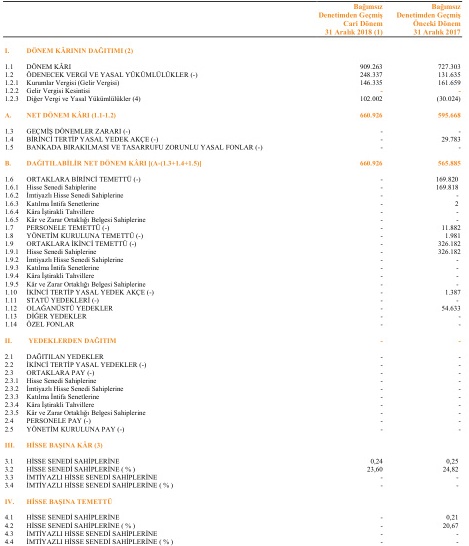 Bağımsız Bağımsız
Denetimden Geçmiş Denetimden Geçmiş
Cari Dönem Önceki Dönem
31 Aralık 2018 (1) 31 Aralık 2017
I. DÖNEM KÂRININ DAĞITIMI (2)
1.1 DÖNEM KÂRI 909.263 727.303
1.2 ÖDENECEK VERGİ VE YASAL YÜKÜMLÜLÜKLER (-) 248.337 131.635
1.2.1 Kurumlar Vergisi (Gelir Vergisi) 146.335 161.659
1.2.2 Gelir Vergisi Kesintisi - -
1.2.3 Diğer Vergi ve Yasal Yükümlülükler (4) 102.002 (30.024)
A. NET DÖNEM KÂRI (1.1-1.2) 660.926 595.668
1.3 GEÇMİŞ DÖNEMLER ZARARI (-) - -
1.4 BİRİNCİ TERTİP YASAL YEDEK AKÇE (-) - 29.783
1.5 BANKADA BIRAKILMASI VE TASARRUFU ZORUNLU YASAL FONLAR (-) - -
B. DAĞITILABİLİR NET DÖNEM KÂRI [(A-(1.3+1.4+1.5)] 660.926 565.885
1.6 ORTAKLARA BİRİNCİ TEMETTÜ (-) - 169.820
1.6.1 Hisse Senedi Sahiplerine - 169.818
1.6.2 İmtiyazlı Hisse Senedi Sahiplerine - -
1.6.3 Katılma İntifa Senetlerine - 2
1.6.4 Kâra İştirakli Tahvillere - -
1.6.5 Kâr ve Zarar Ortaklığı Belgesi Sahiplerine - -
1.7 PERSONELE TEMETTÜ (-) - 11.882
1.8 YÖNETİM KURULUNA TEMETTÜ (-) - 1.981
1.9 ORTAKLARA İKİNCİ TEMETTÜ (-) - 326.182
1.9.1 Hisse Senedi Sahiplerine - 326.182
1.9.2 İmtiyazlı Hisse Senedi Sahiplerine - -
1.9.3 Katılma İntifa Senetlerine - -
1.9.4 Kâra İştirakli Tahvillere - -
1.9.5 Kâr ve Zarar Ortaklığı Belgesi Sahiplerine - -
1.10 İKİNCİ TERTİP YASAL YEDEK AKÇE (-) - 1.387
1.11 STATÜ YEDEKLERİ (-) - -
1.12 OLAĞANÜSTÜ YEDEKLER - 54.633
1.13 DİĞER YEDEKLER - -
1.14 ÖZEL FONLAR - -
II. YEDEKLERDEN DAĞITIM - -
2.1 DAĞITILAN YEDEKLER - -
2.2 İKİNCİ TERTİP YASAL YEDEKLER (-) - -
2.3 ORTAKLARA PAY (-) - -
2.3.1 Hisse Senedi Sahiplerine - -
2.3.2 İmtiyazlı Hisse Senedi Sahiplerine - -
2.3.3 Katılma İntifa Senetlerine - -
2.3.4 Kâra İştirakli Tahvillere - -
2.3.5 Kâr ve Zarar Ortaklığı Belgesi Sahiplerine - -
2.4 PERSONELE PAY (-) - -
2.5 YÖNETİM KURULUNA PAY (-) - -
III. HİSSE BAŞINA KÂR (3)
3.1 HİSSE SENEDİ SAHİPLERİNE 0,24 0,25
3.2 HİSSE SENEDİ SAHİPLERİNE ( % ) 23,60 24,82
3.3 İMTİYAZLI HİSSE SENEDİ SAHİPLERİNE - -
3.4 İMTİYAZLI HİSSE SENEDİ SAHİPLERİNE ( % ) - -
IV. HİSSE BAŞINA TEMETTÜ
4.1 HİSSE SENEDİ SAHİPLERİNE - 0,21
4.2 HİSSE SENEDİ SAHİPLERİNE ( % ) - 20,67
4.3 İMTİYAZLI HİSSE SENEDİ SAHİPLERİNE - -
4.4 İMTİYAZLI HİSSE SENEDİ SAHİPLERİNE ( % ) - -